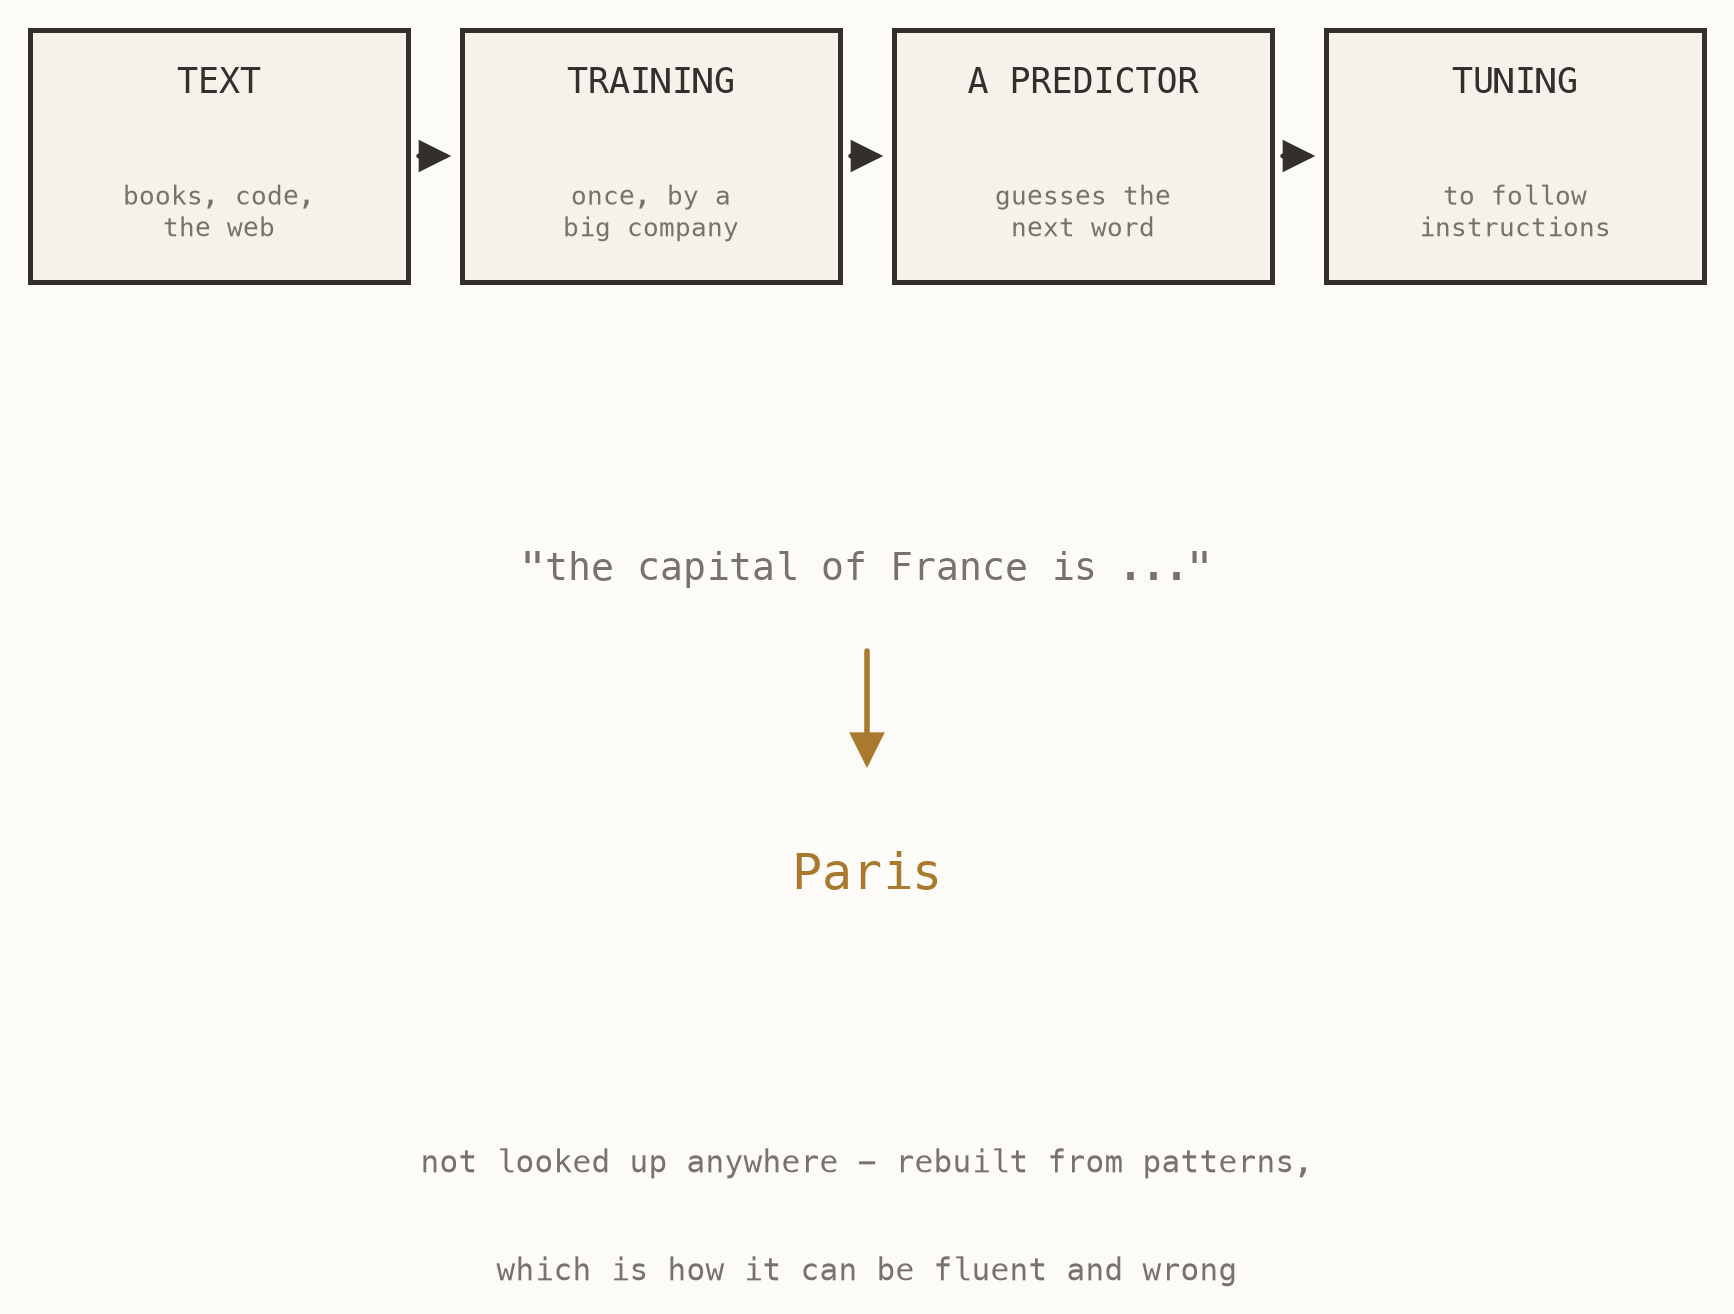 TEXT
books, code,
the web
TRAINING
once, by a
big company
A PREDICTOR
guesses the
next word
TUNING
to follow
instructions
"the capital of France is ..."
Paris
not looked up anywhere — rebuilt from patterns,
which is how it can be fluent and wrong